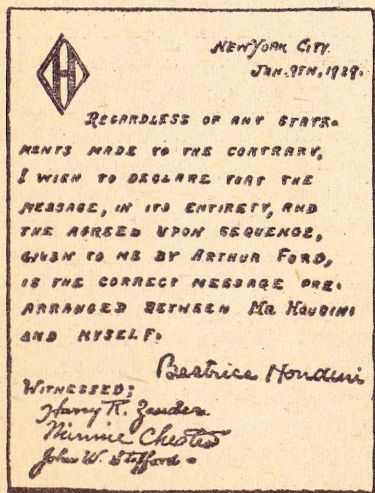 H
NEW YORK CITY.
JAN. 9TH, 1929.
REGARDLESS OF ANY STATE-
MENTS MADE TO THE CONTRARY,
I WISH TO DECLARE THAT THE
MESSAGE, IN ITS ENTIRETY, AND
THE AGREED UPON SEQUENCE,
GIVEN TO ME BY ARTHUR FORD,
IS THE CORRECT MESSAGE PRE-
ARRANGED BETWEEN MR HOUDINI
AND MYSELF.
Beatrice Houdini
WITNESSED;
Harry R. Zander
Minnie Chester
John W. Stafford